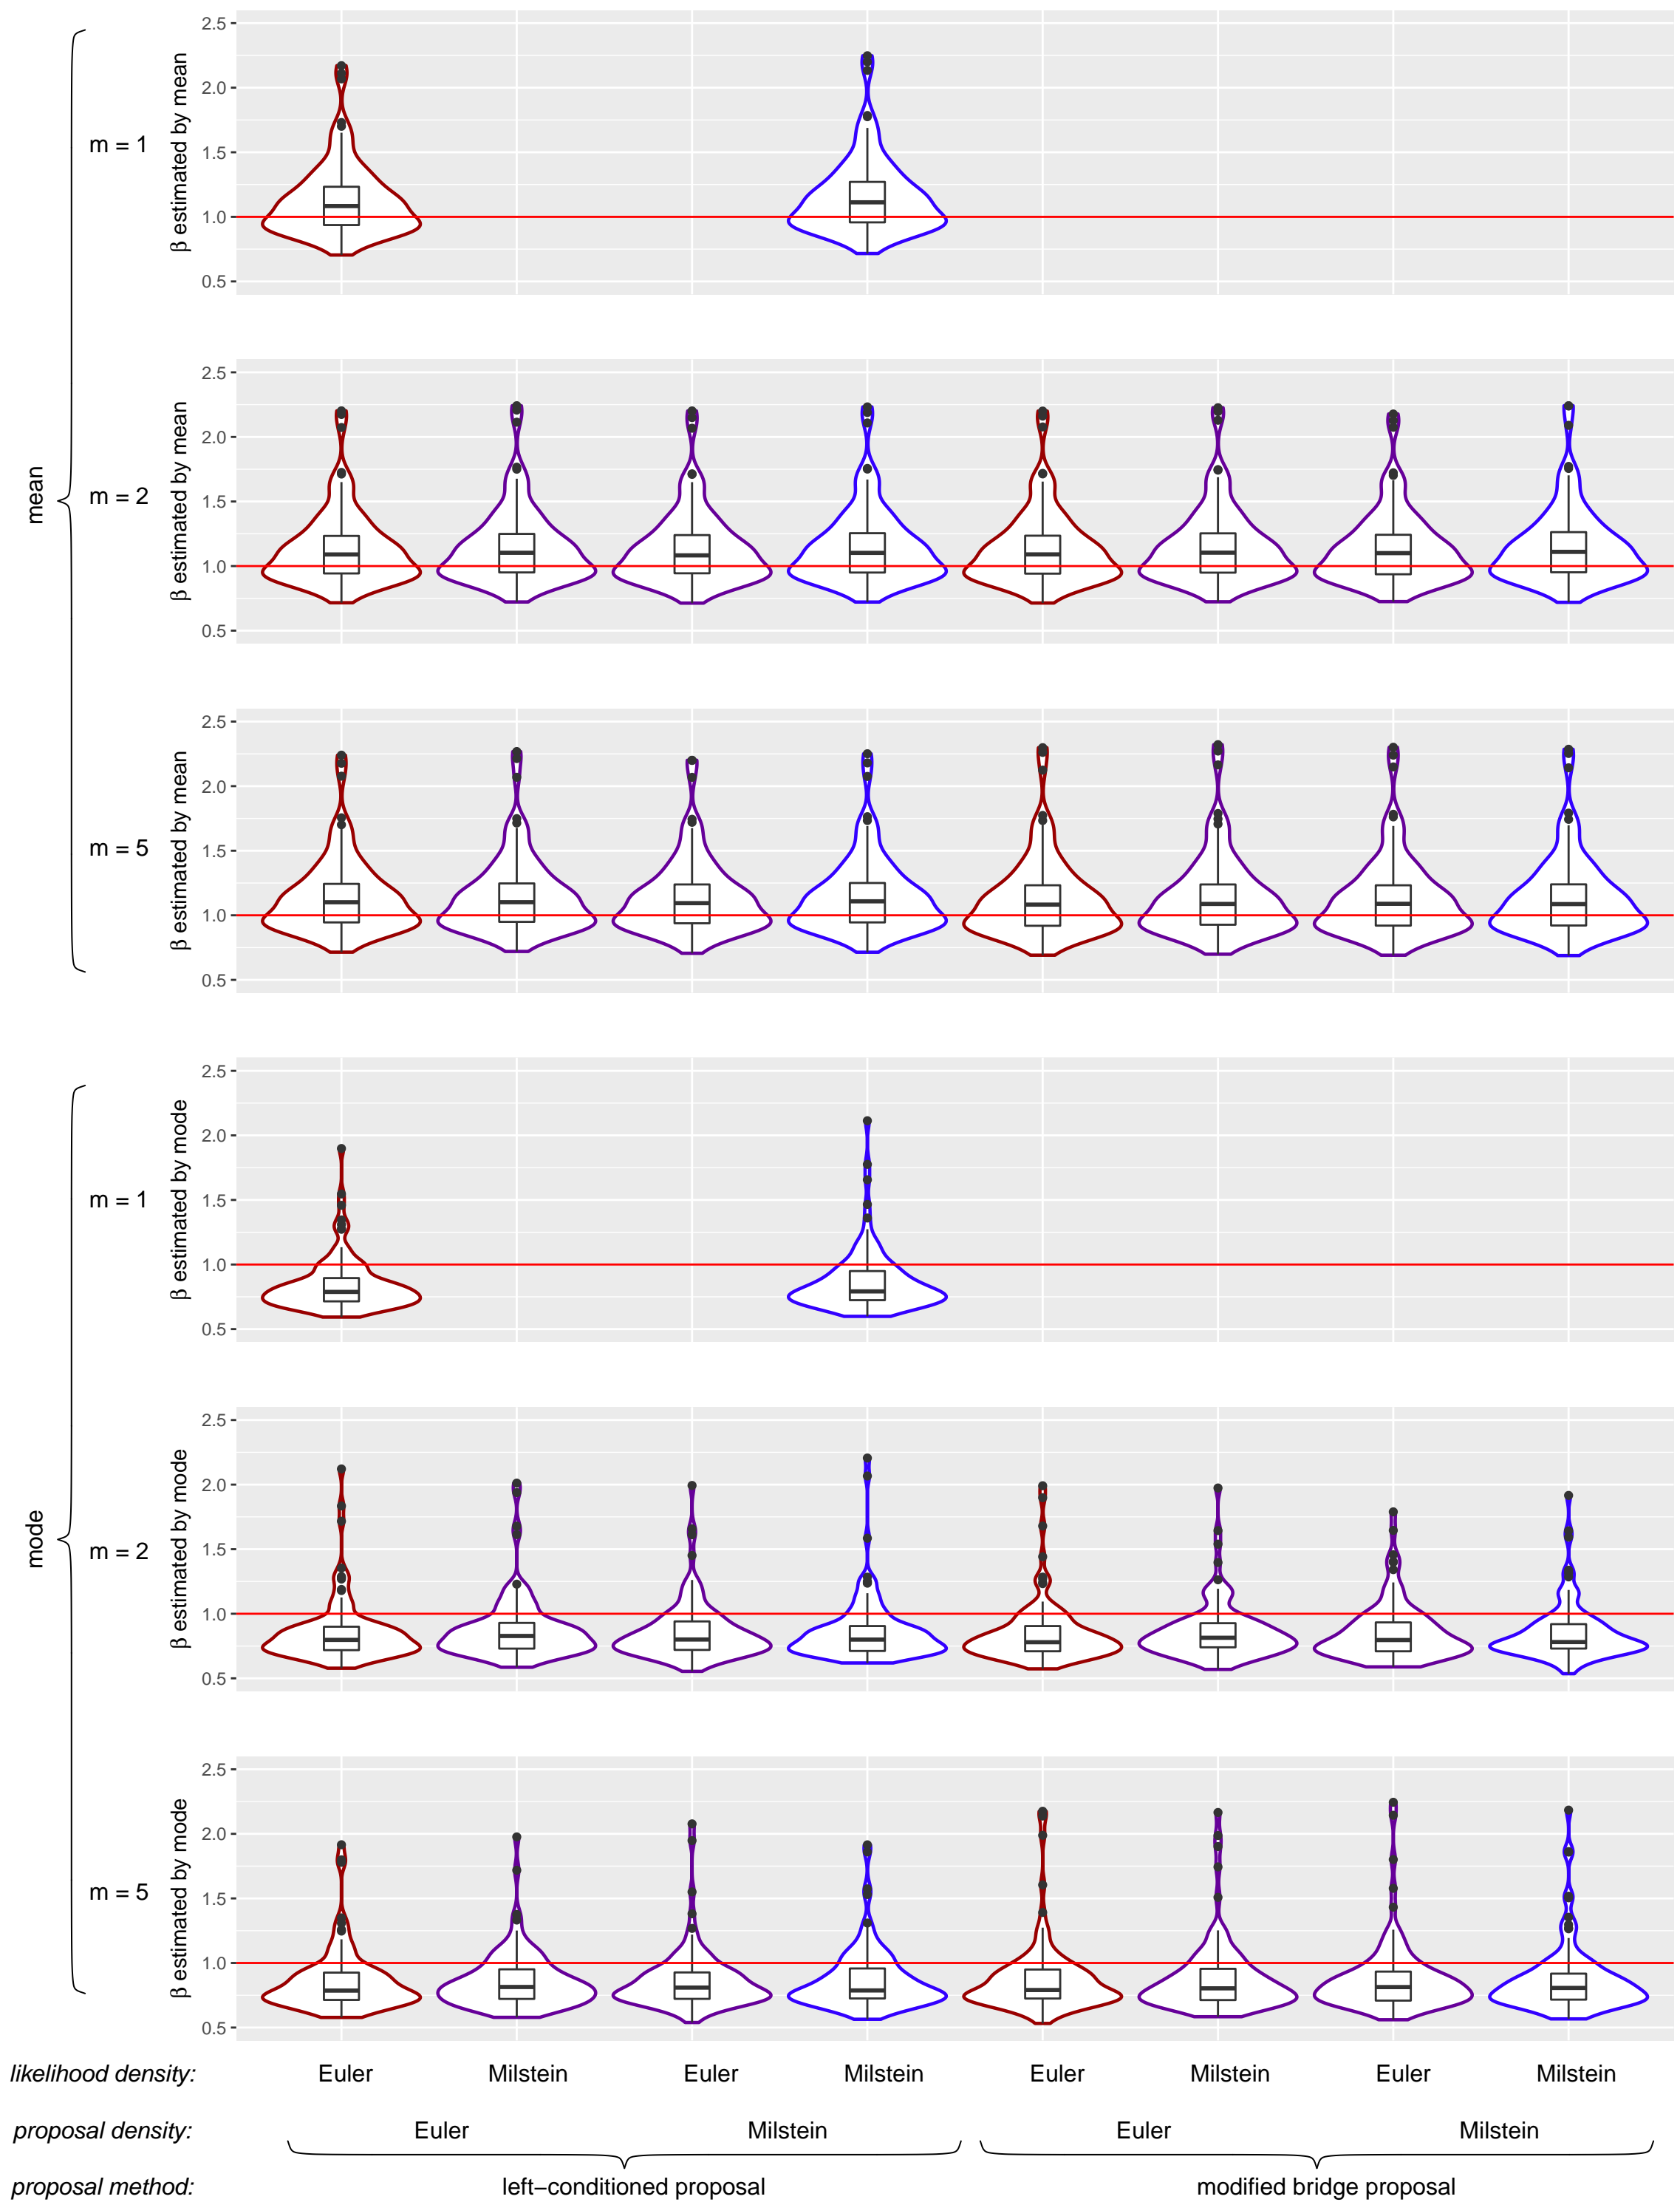 mean
m = 1
β estimated by mean
2.5
2.0
1.5
1.0
0.5
m = 2
β estimated by mean
2.5
2.0
1.5
1.0
0.5
m = 5
β estimated by mean
2.5
2.0
1.5
1.0
0.5
mode
m = 1
β estimated by mode
2.5
2.0
1.5
1.0
0.5
m = 2
β estimated by mode
2.5
2.0
1.5
1.0
0.5
m = 5
β estimated by mode
2.5
2.0
1.5
1.0
0.5
likelihood density: Euler Milstein Euler Milstein Euler Milstein Euler Milstein
proposal density: Euler Milstein Euler Milstein
proposal method: left−conditioned proposal modified bridge proposal